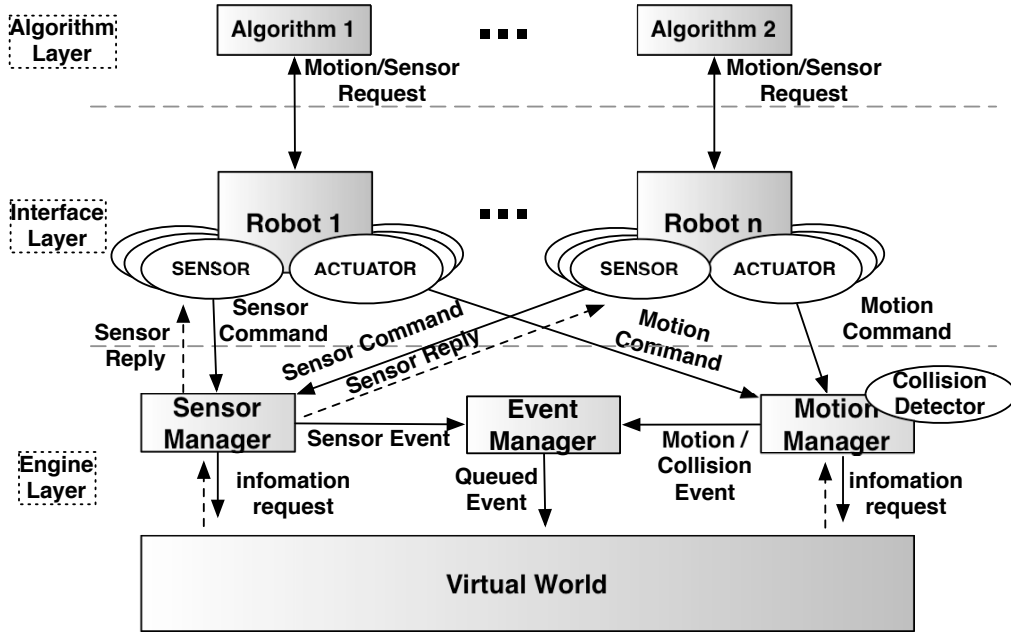 Algorithm
Layer
Algorithm 1
Algorithm 2
Motion/Sensor
Request
Motion/Sensor
Request
Interface
Layer
Robot 1
Robot n
SENSOR
ACTUATOR
SENSOR
ACTUATOR
Sensor
Reply
Sensor
Command
Sensor Command
Sensor Reply
Motion
Command
Motion
Command
Sensor
Manager
Event
Manager
Motion
Manager
Collision
Detector
Sensor Event
Motion /
Collision
Event
Engine
Layer
infomation
request
Queued
Event
infomation
request
Virtual World